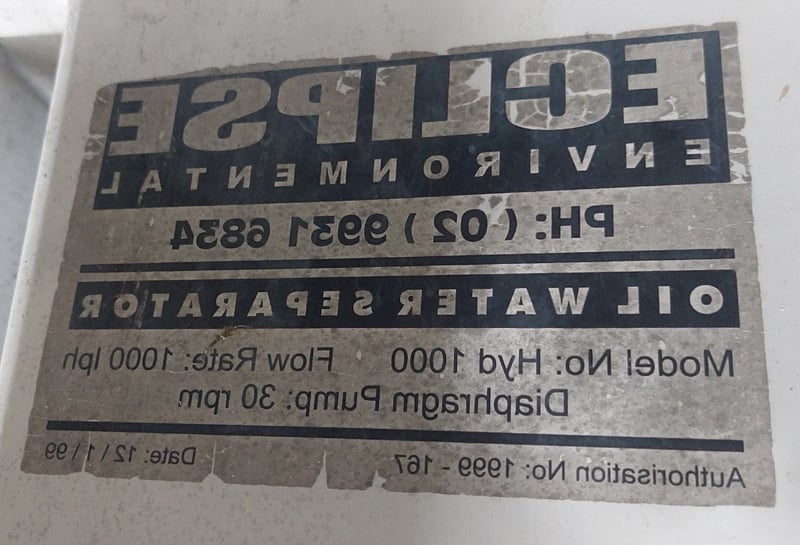 ECLIPSE
ENVIRONMENTAL
PH: ( 02 ) 9931 6834
OIL WATER SEPARATOR
Model No: Hyd 1000 Flow Rate: 1000 lph
Diaphragm Pump: 30 rpm
Authorisation No: 1999 - 167 Date: 12 \ 1 \ 99